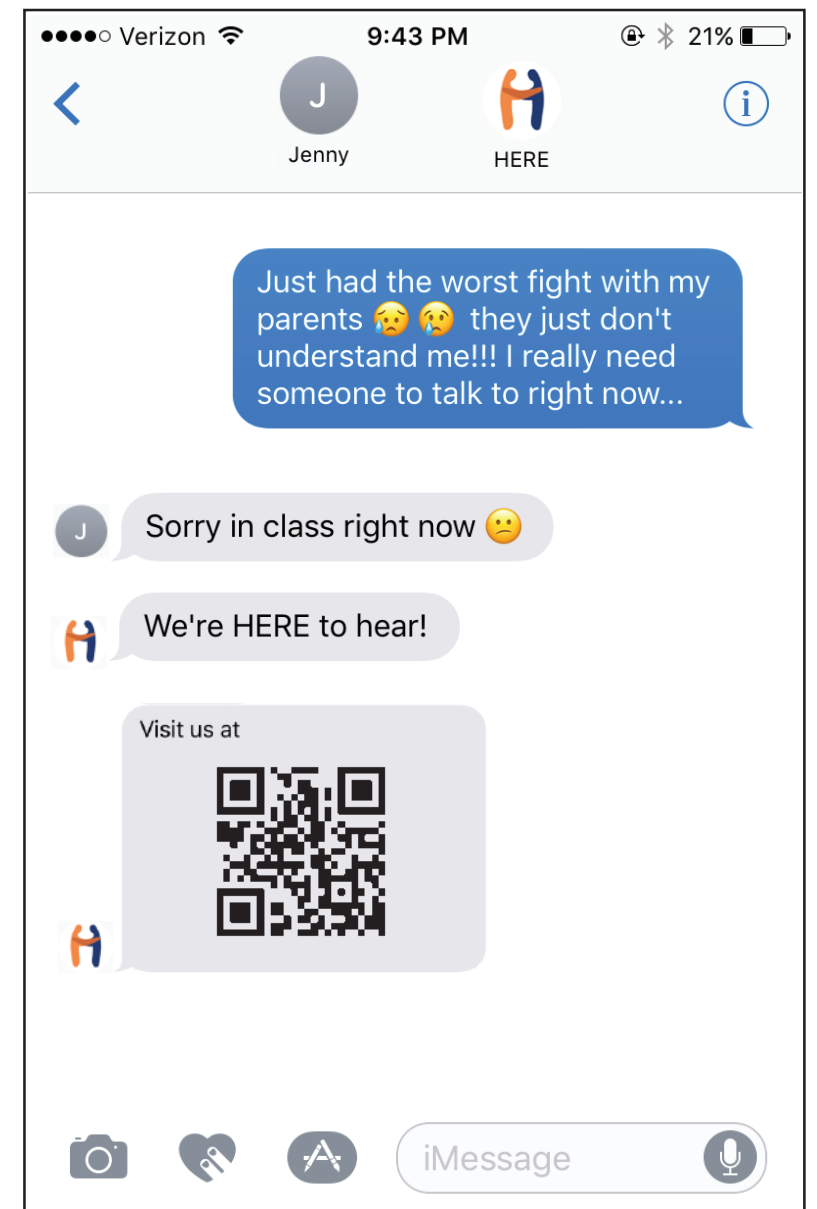 Verizon 9:43 PM 21%
J
Jenny HERE
Just had the worst fight with my
parents 😥 😢 they just don't
understand me!!! I really need
someone to talk to right now...
J
Sorry in class right now 😕
We're HERE to hear!
Visit us at
iMessage